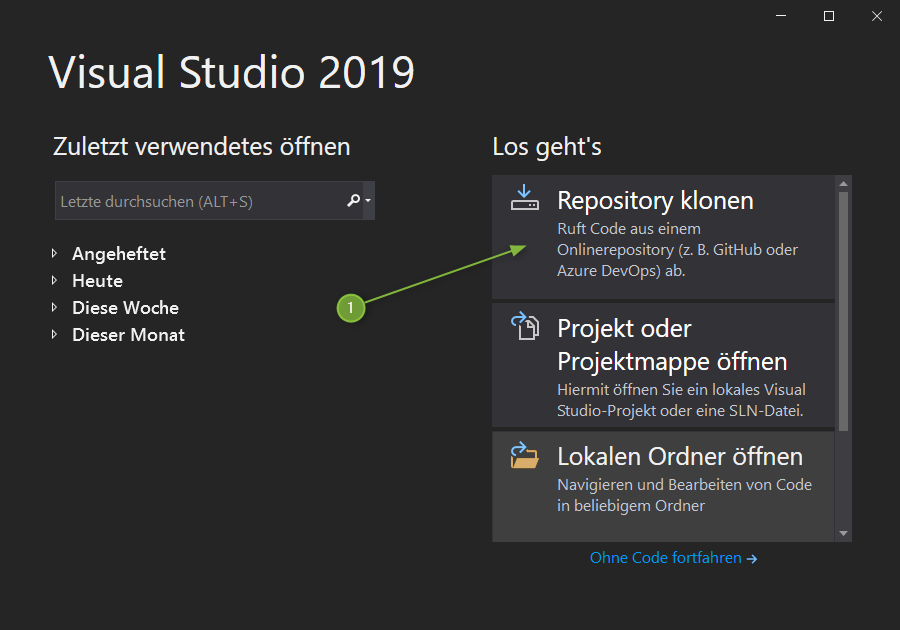 Visual Studio 2019
Zuletzt verwendetes öffnen
Letzte durchsuchen (ALT+S)
Angeheftet
Heute
Diese Woche
Dieser Monat
1
Los geht's
Repository klonen
Ruft Code aus einem
Onlinerepository (z. B. GitHub oder
Azure DevOps) ab.
Projekt oder
Projektmappe öffnen
Hiermit öffnen Sie ein lokales Visual
Studio-Projekt oder eine SLN-Datei.
Lokalen Ordner öffnen
Navigieren und Bearbeiten von Code
in beliebigem Ordner
Ohne Code fortfahren →